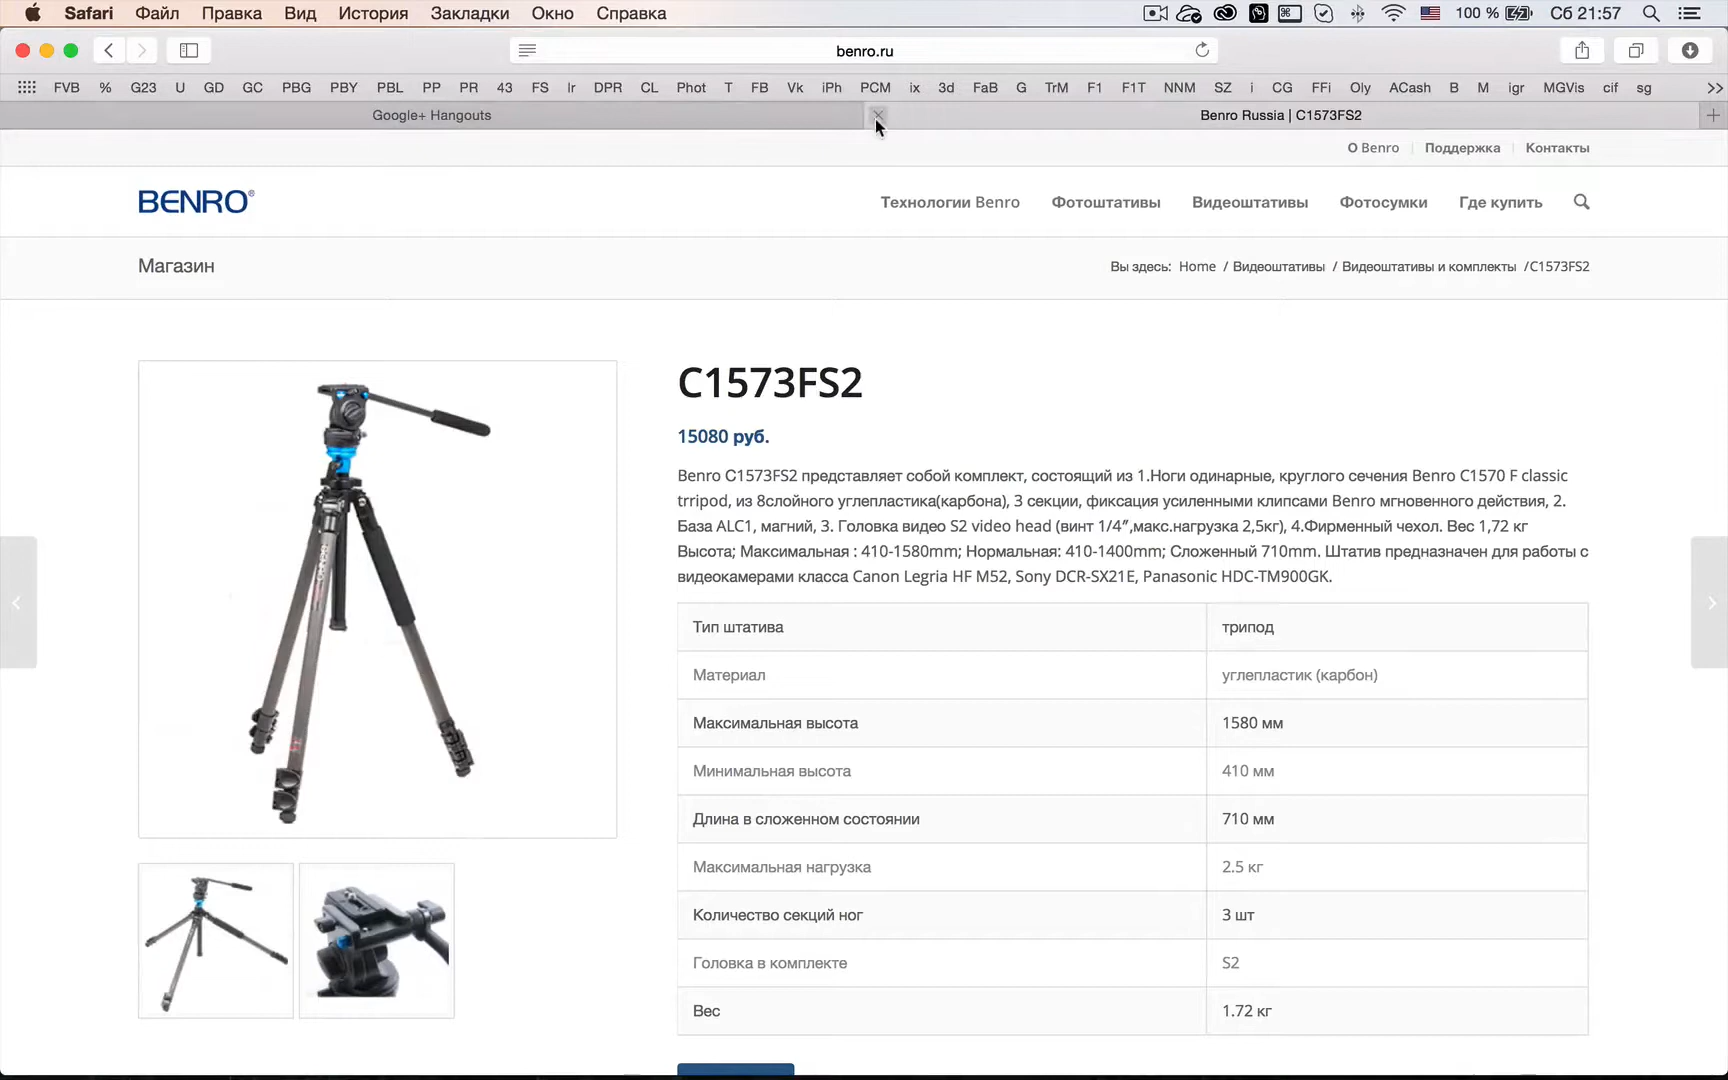 Safari Файл Правка Вид История Закладки Окно Справка 100 % Сб 21:57
benro.ru
FVB % G23 U GD GC PBG PBY PBL PP PR 43 FS Ir DPR CL Phot T FB Vk iPh PCM ix 3d FaB G TrM F1 F1T NNM SZ i CG FFi Oly ACash B M igr MGVis cif sg
Google+ Hangouts
Benro Russia | C1573FS2
О Benro Поддержка Контакты
BENRO®
Технологии Benro Фотоштативы Видеоштативы Фотосумки Где купить
Магазин
Вы здесь: Home / Видеоштативы / Видеоштативы и комплекты /C1573FS2
C1573FS2
15080 руб.
Benro C1573FS2 представляет собой комплект, состоящий из 1.Ноги одинарные, круглого сечения Benro C1570 F classic
trripod, из 8слойного углепластика(карбона), 3 секции, фиксация усиленными клипсами Benro мгновенного действия, 2.
База ALC1, магний, 3. Головка видео S2 video head (винт 1/4″,макс.нагрузка 2,5кг), 4.Фирменный чехол. Вес 1,72 кг
Высота; Максимальная : 410-1580mm; Нормальная: 410-1400mm; Сложенный 710mm. Штатив предназначен для работы с
видеокамерами класса Canon Legria HF M52, Sony DCR-SX21E, Panasonic HDC-TM900GK.
Тип штатива трипод
Материал углепластик (карбон)
Максимальная высота 1580 мм
Минимальная высота 410 мм
Длина в сложенном состоянии 710 мм
Максимальная нагрузка 2.5 кг
Количество секций ног 3 шт
Головка в комплекте S2
Вес 1.72 кг